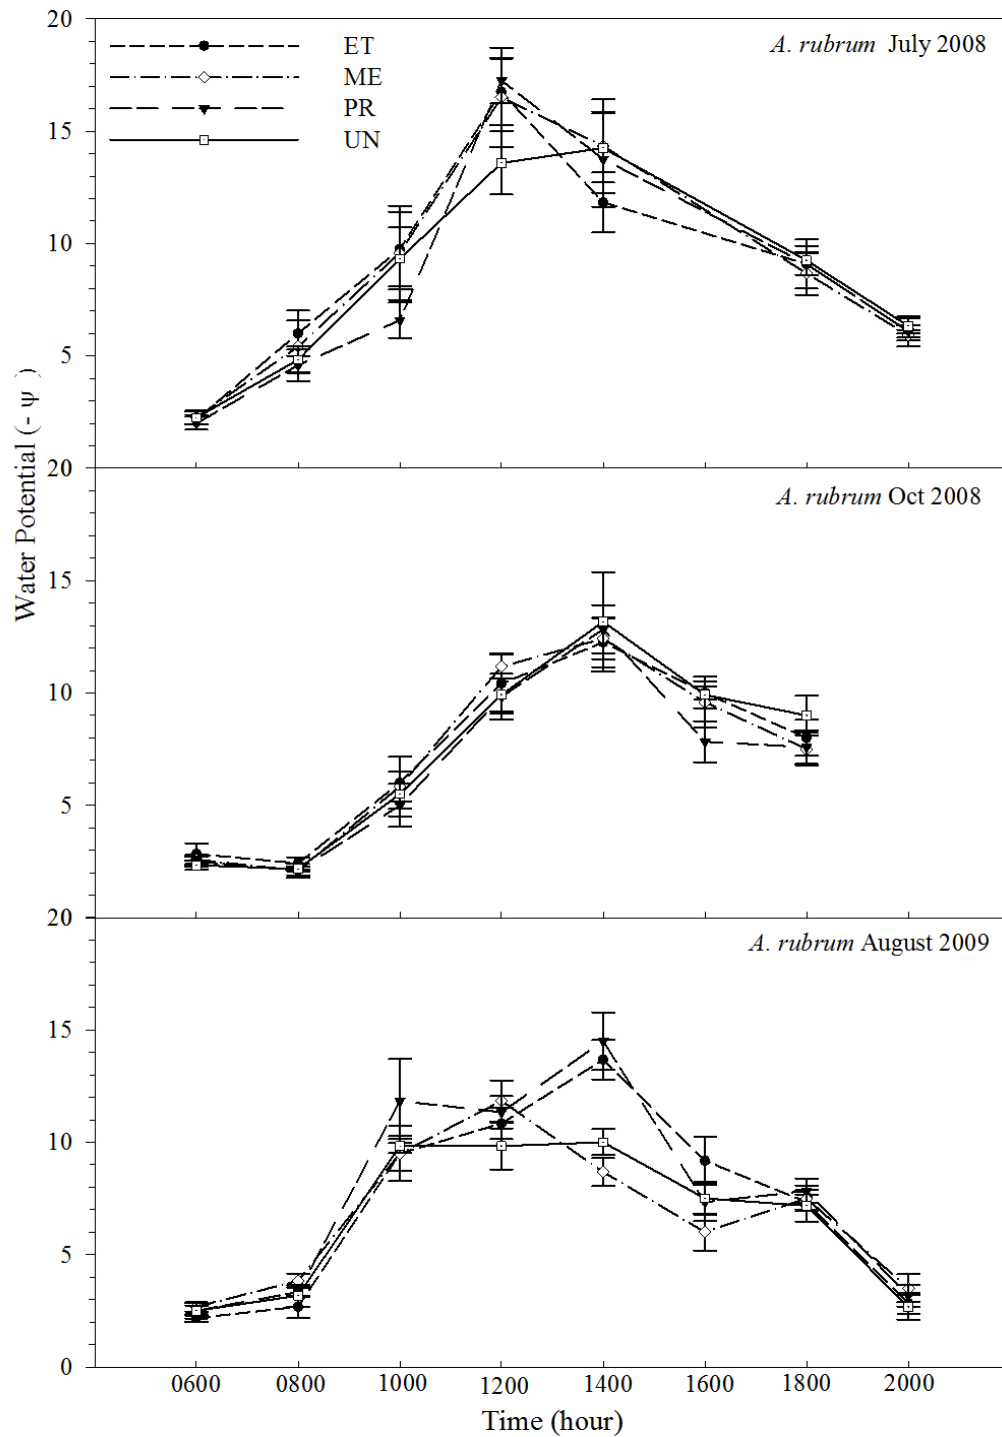 20
ET
A. rubrum July 2008
ME
PR
UN
15
10
5
Water Potential (- ψ )
20
A. rubrum Oct 2008
15
10
5
20
A. rubrum August 2009
15
10
5
0
0600 0800 1000 1200 1400 1600 1800 2000
Time (hour)